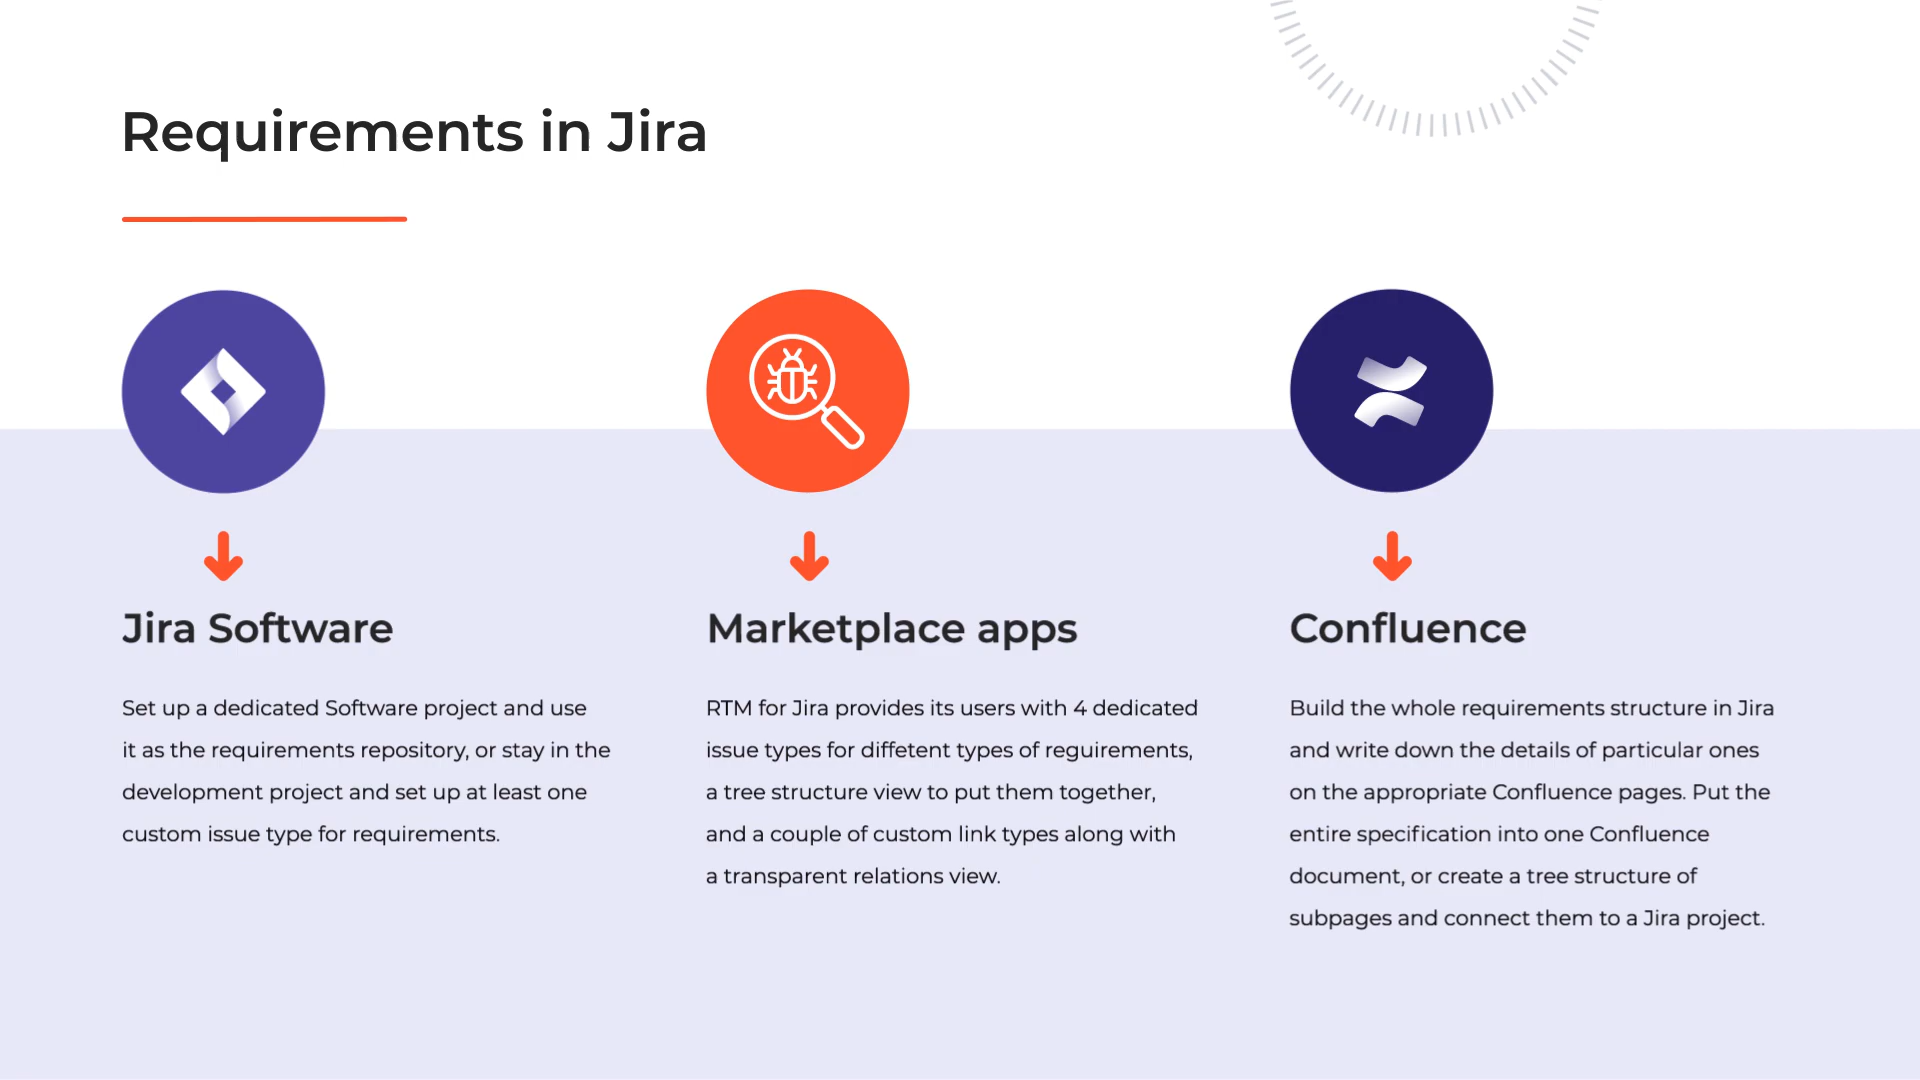 Requirements in Jira
Jira Software
Set up a dedicated Software project and use
it as the requirements repository, or stay in the
development project and set up at least one
custom issue type for requirements.
Marketplace apps
RTM for Jira provides its users with 4 dedicated
issue types for diffetent types of reguirements,
a tree structure view to put them together,
and a couple of custom link types along with
a transparent relations view.
Confluence
Build the whole requirements structure in Jira
and write down the details of particular ones
on the appropriate Confluence pages. Put the
entire specification into one Confluence
document, or create a tree structure of
subpages and connect them to a Jira project.